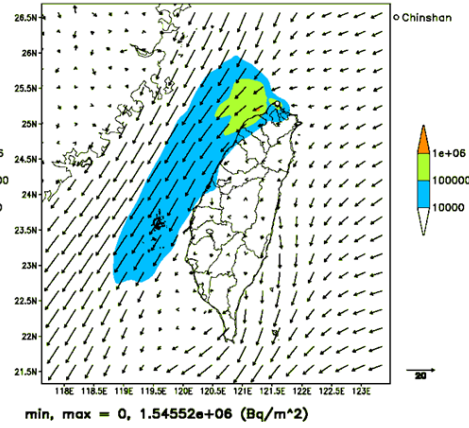 26.5N
Chinshan
26N
25.5N
25N
1e+06
24.5N
100000
24N
10000
23.5N
23N
22.5N
22N
21.5N
20
118E 118.5E 119E 119.5E 120E 120.5E 121E 121.5E 122E 122.5E 123E
min, max = 0, 1.54552e+06 (Bq/m^2)